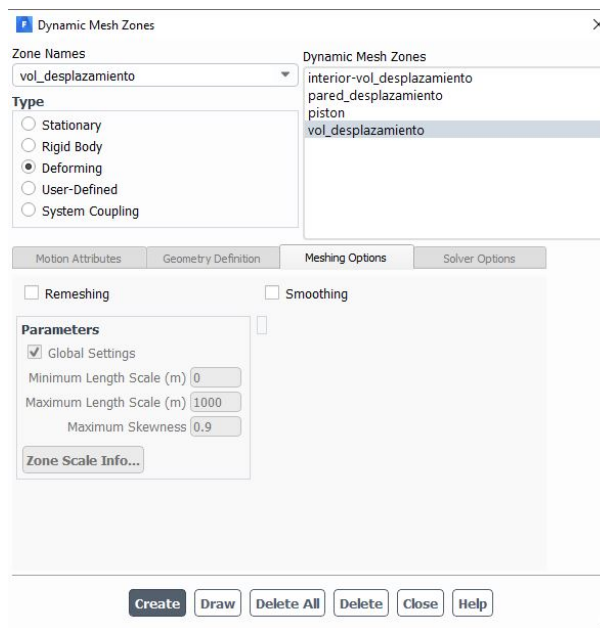 Dynamic Mesh Zones
Zone Names
vol_desplazamiento
Type
Stationary
Rigid Body
Deforming
User-Defined
System Coupling
Dynamic Mesh Zones
interior-vol_desplazamiento
pared_desplazamiento
piston
vol_desplazamiento
Motion Attributes
Geometry Definition
Meshing Options
Solver Options
Remeshing
Smoothing
Parameters
Global Settings
Minimum Length Scale (m) 0
Maximum Length Scale (m) 1000
Maximum Skewness 0.9
Zone Scale Info...
Create Draw Delete All Delete Close Help